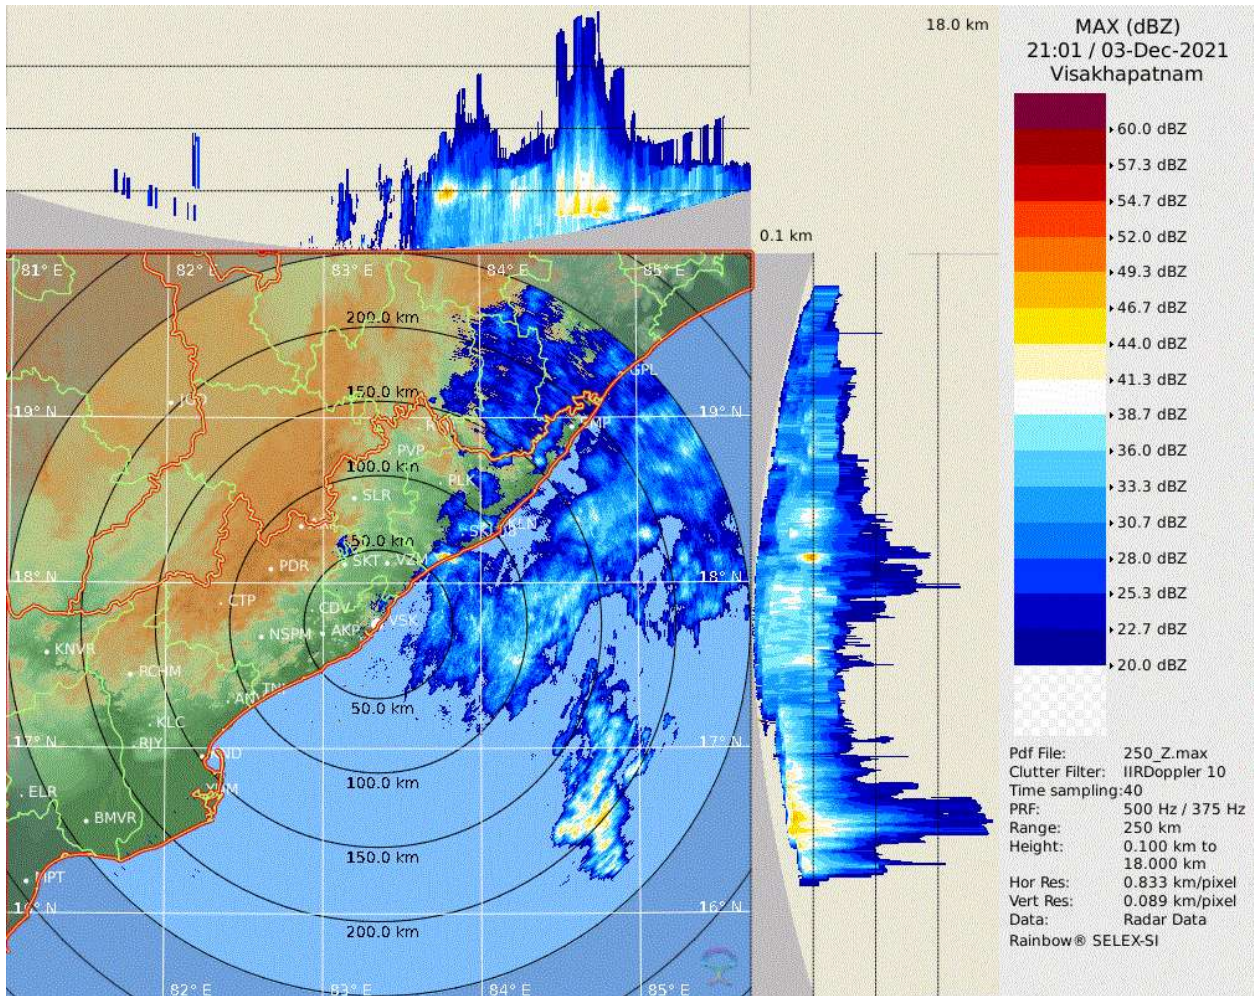 18.0 km
0.1 km
MAX (dBZ)
21:01 / 03-Dec-2021
Visakhapatnam
60.0 dBZ
57.3 dBZ
54.7 dBZ
52.0 dBZ
49.3 dBZ
46.7 dBZ
44.0 dBZ
41.3 dBZ
38.7 dBZ
36.0 dBZ
33.3 dBZ
30.7 dBZ
28.0 dBZ
25.3 dBZ
22.7 dBZ
20.0 dBZ
Pdf File: 250_Z.max
Clutter Filter: IIRDoppler 10
Time sampling:40
PRF: 500 Hz / 375 Hz
Range: 250 km
Height: 0.100 km to
18.000 km
Hor Res: 0.833 km/pixel
Vert Res: 0.089 km/pixel
Data: Radar Data
Rainbow® SELEX-SI
81° E 82° E 83° E 84° E 85° E
200.0 km
GPL
150.0 km
JGD
19° N 19° N
PVP
100.0 km
PLK
SLR
50.0 km
SKT VZM
PDR
18° N
CTP
CDV
VSK
NSPM AKP
KNVR
RCHM
TNI
50.0 km
KLC
RJY
17° N 17° N
100.0 km
ELR
BMVR
150.0 km
MPT
16° N 16° N
200.0 km
82° E 83° E 84° E 85° E